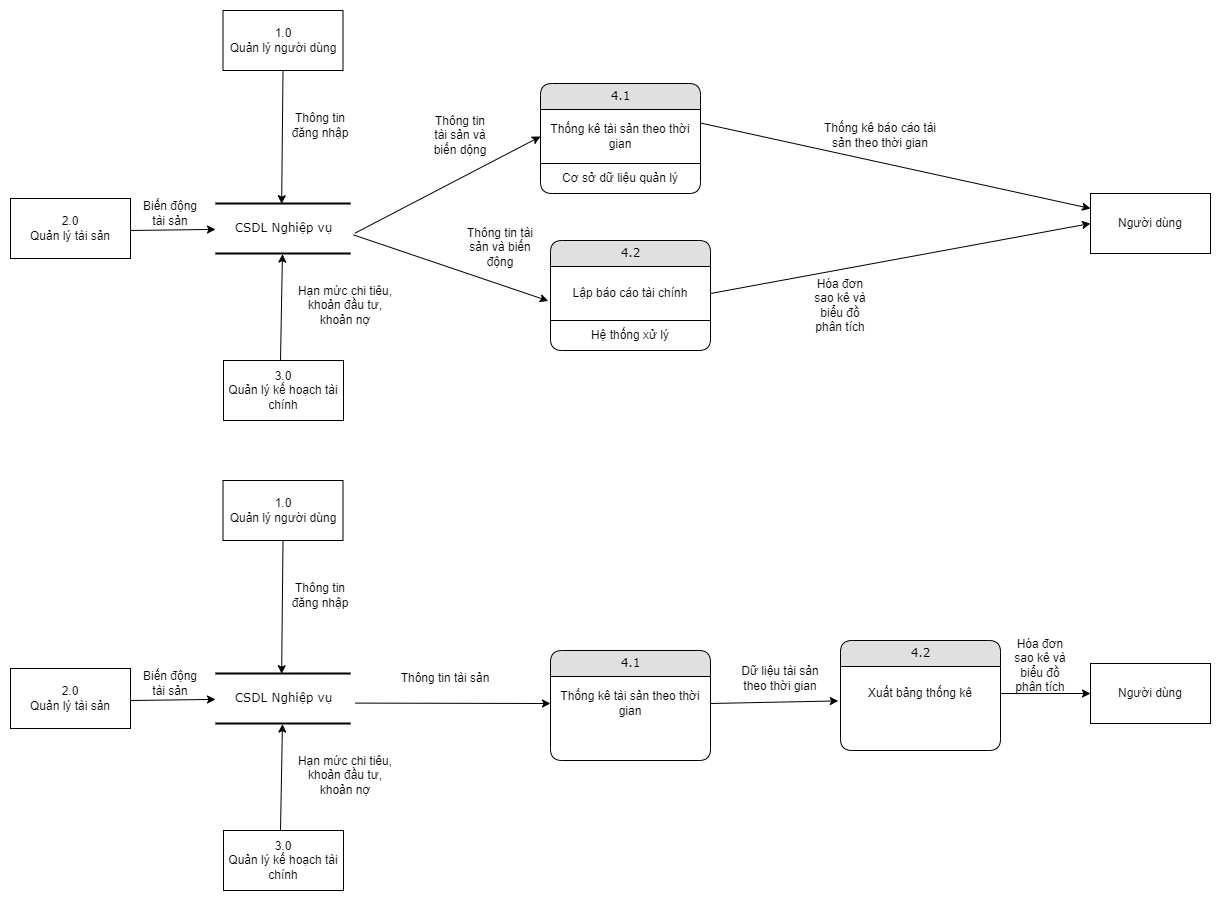 1.0
Quản lý người dùng
Thông tin
đăng nhập
2.0
Quản lý tài sản
Biến động
tài sản
CSDL Nghiệp vụ
Hạn mức chi tiêu,
khoản đầu tư,
khoản nợ
3.0
Quản lý kế hoạch tài
chính
Thông tin
tài sản và
biến dộng
4.1
Thống kê tài sản theo thời
gian
Cơ sở dữ liệu quản lý
Thống kê báo cáo tài
sản theo thời gian
Thông tin tài
sản và biến
động
4.2
Lập báo cáo tài chính
Hệ thống xử lý
Hóa đơn
sao kê và
biểu đồ
phân tích
Người dùng
1.0
Quản lý người dùng
Thông tin
đăng nhập
2.0
Quản lý tài sản
Biến động
tài sản
CSDL Nghiệp vụ
Hạn mức chi tiêu,
khoản đầu tư,
khoản nợ
3.0
Quản lý kế hoạch tài
chính
Thông tin tài sản
4.1
Thống kê tài sản theo thời
gian
Dữ liệu tài sản
theo thời gian
4.2
Xuất bảng thống kê
Hóa đơn
sao kê và
biểu đồ
phân tích
Người dùng